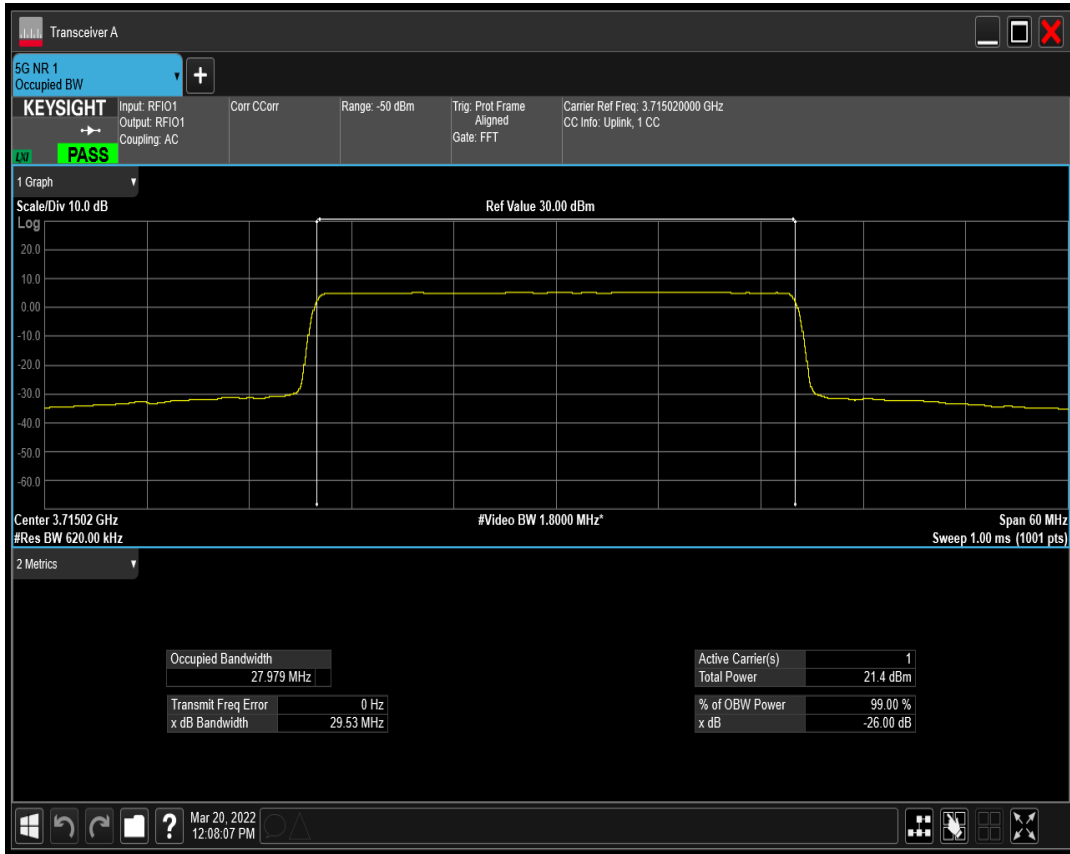 Transceiver A
5G NR 1
Occupied BW
+
KEYSIGHT
LXI
PASS
Input: RFIO1
Output: RFIO1
Coupling: AC
Corr CCorr
Range: -50 dBm
Trig: Prot Frame
Aligned
Gate: FFT
Carrier Ref Freq: 3.715020000 GHz
CC Info: Uplink, 1 CC
1 Graph
Scale/Div 10.0 dB
Ref Value 30.00 dBm
Log
20.0
10.0
0.00
-10.0
-20.0
-30.0
-40.0
-50.0
-60.0
Center 3.71502 GHz
#Video BW 1.8000 MHz*
Span 60 MHz
#Res BW 620.00 kHz
Sweep 1.00 ms (1001 pts)
2 Metrics
Occupied Bandwidth
27.979 MHz
Transmit Freq Error 0 Hz
x dB Bandwidth 29.53 MHz
Active Carrier(s) 1
Total Power 21.4 dBm
% of OBW Power 99.00 %
x dB -26.00 dB
?
Mar 20, 2022
12:08:07 PM